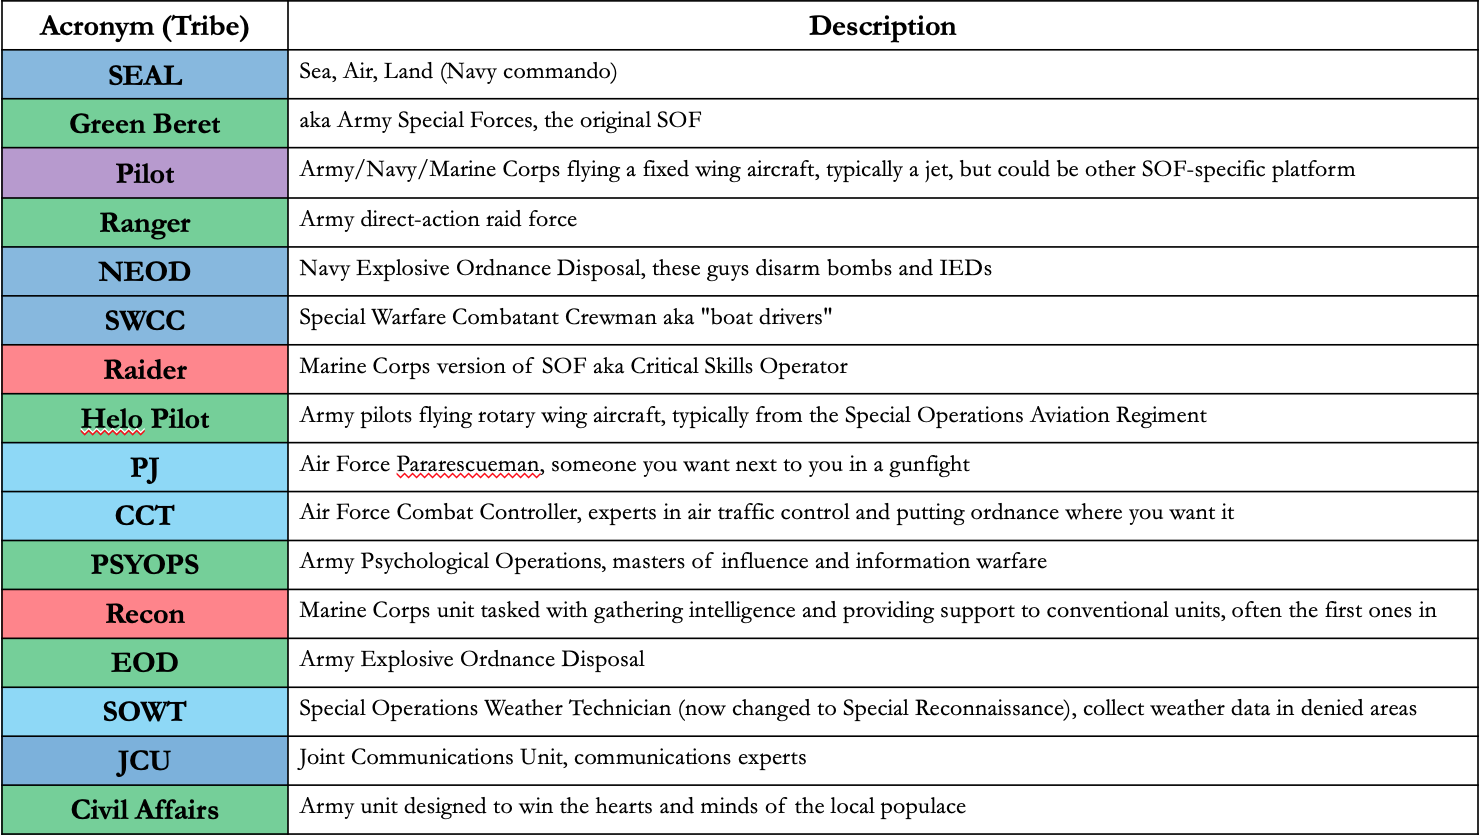 Acronym (Tribe) Description
SEAL Sea, Air, Land (Navy commando)
Green Beret aka Army Special Forces, the original SOF
Pilot Army/Navy/Marine Corps flying a fixed wing aircraft, typically a jet, but could be other SOF-specific platform
Ranger Army direct-action raid force
NEOD Navy Explosive Ordnance Disposal, these guys disarm bombs and IEDs
SWCC Special Warfare Combatant Crewman aka "boat drivers"
Raider Marine Corps version of SOF aka Critical Skills Operator
Helo Pilot Army pilots flying rotary wing aircraft, typically from the Special Operations Aviation Regiment
PJ Air Force Pararescueman, someone you want next to you in a gunfight
CCT Air Force Combat Controller, experts in air traffic control and putting ordnance where you want it
PSYOPS Army Psychological Operations, masters of influence and information warfare
Recon Marine Corps unit tasked with gathering intelligence and providing support to conventional units, often the first ones in
EOD Army Explosive Ordnance Disposal
SOWT Special Operations Weather Technician (now changed to Special Reconnaissance), collect weather data in denied areas
JCU Joint Communications Unit, communications experts
Civil Affairs Army unit designed to win the hearts and minds of the local populace